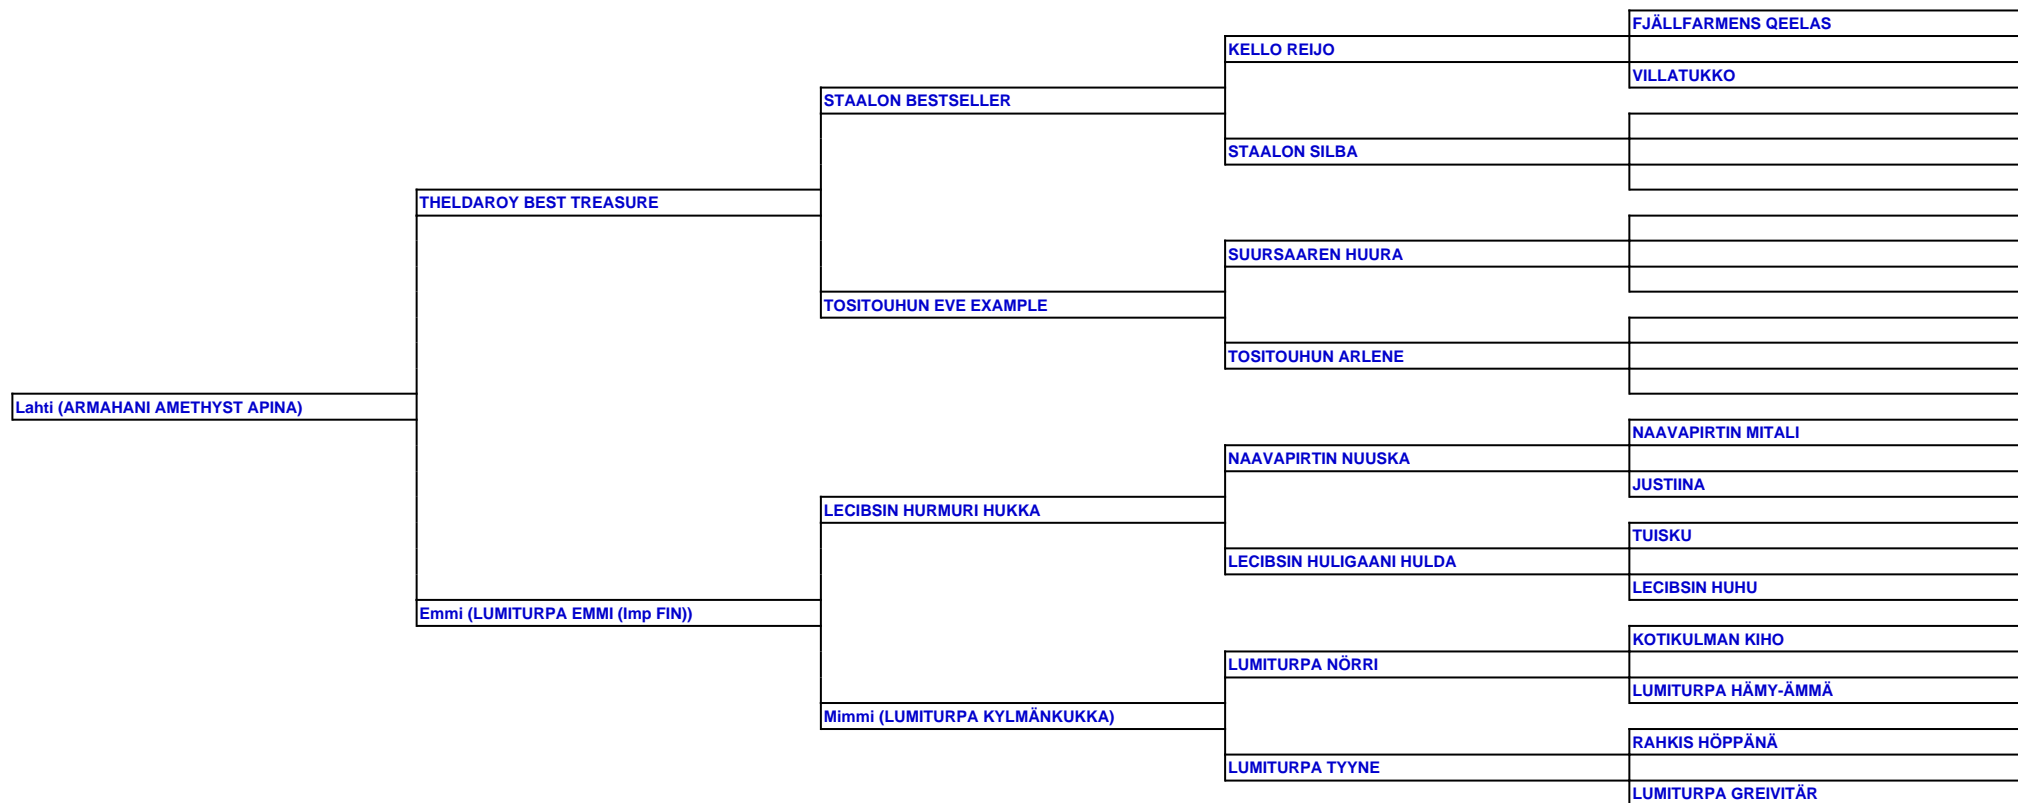 FJÄLLFARMENS QEELAS
KELLO REIJO
VILLATUKKO
STAALON BESTSELLER
STAALON SILBA
THELDAROY BEST TREASURE
SUURSAAREN HUURA
TOSITOUHUN EVE EXAMPLE
TOSITOUHUN ARLENE
Lahti (ARMAHANI AMETHYST APINA)
NAAVAPIRTIN MITALI
NAAVAPIRTIN NUUSKA
JUSTIINA
LECIBSIN HURMURI HUKKA
TUISKU
LECIBSIN HULIGAANI HULDA
LECIBSIN HUHU
Emmi (LUMITURPA EMMI (Imp FIN))
KOTIKULMAN KIHO
LUMITURPA NÖRRI
LUMITURPA HÄMY-ÄMMÄ
Mimmi (LUMITURPA KYLMÄNKUKKA)
RAHKIS HÖPPÄNÄ
LUMITURPA TYYNE
LUMITURPA GREIVITÄR